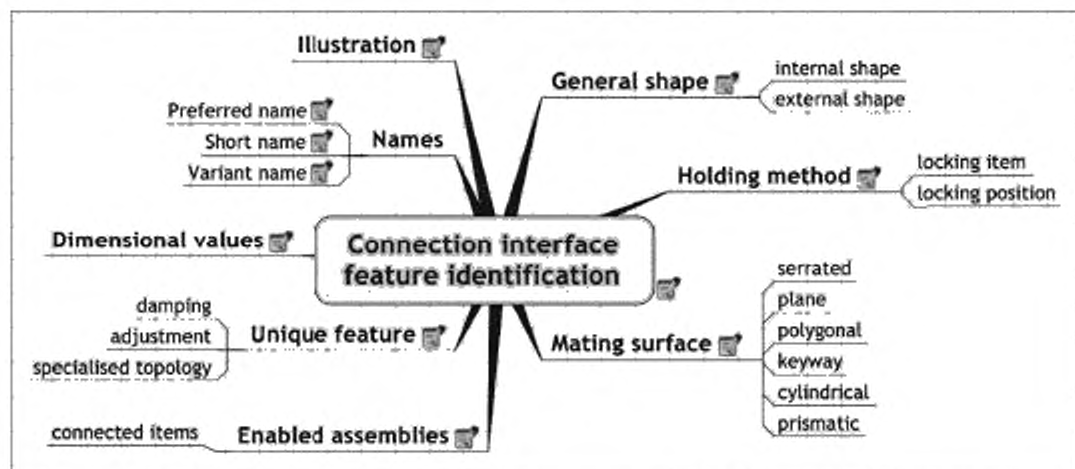 Illustration
Preferred name
Short name
Variant name
Names
Dimensional values
damping
adjustment
specialised topology
Unique feature
connected items
Enabled assemblies
Connection interface
feature identification
General shape
internal shape
external shape
Holding method
locking item
locking position
Mating surface
serrated
plane
polygonal
keyway
cylindrical
prismatic